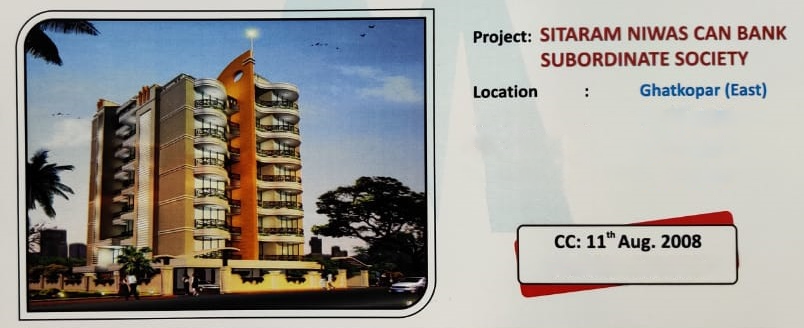 Project: SITARAM NIWAS CAN BANK
SUBORDINATE SOCIETY
Location : Ghatkopar (East)
CC: 11th Aug. 2008